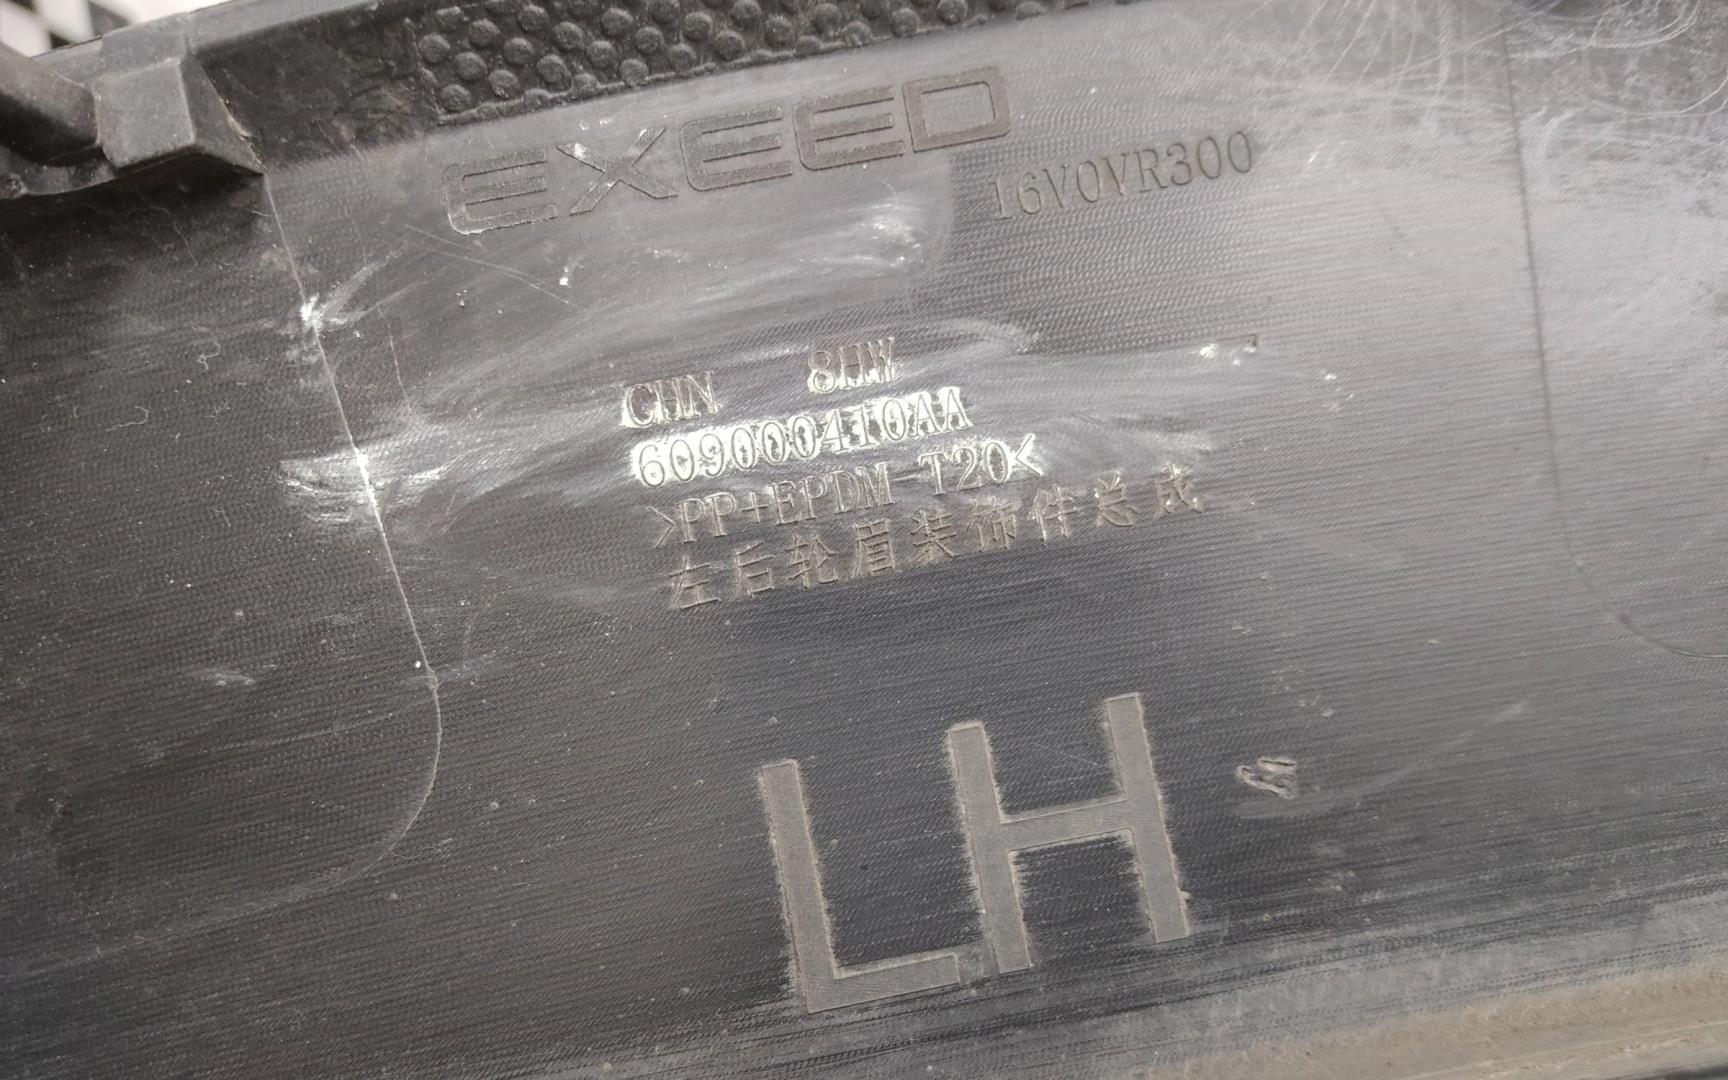 EXEED
16V0VR300
CHN 8HW
609000410AA
>PP+EPDM-T20<
左后轮眉装饰件总成
LH